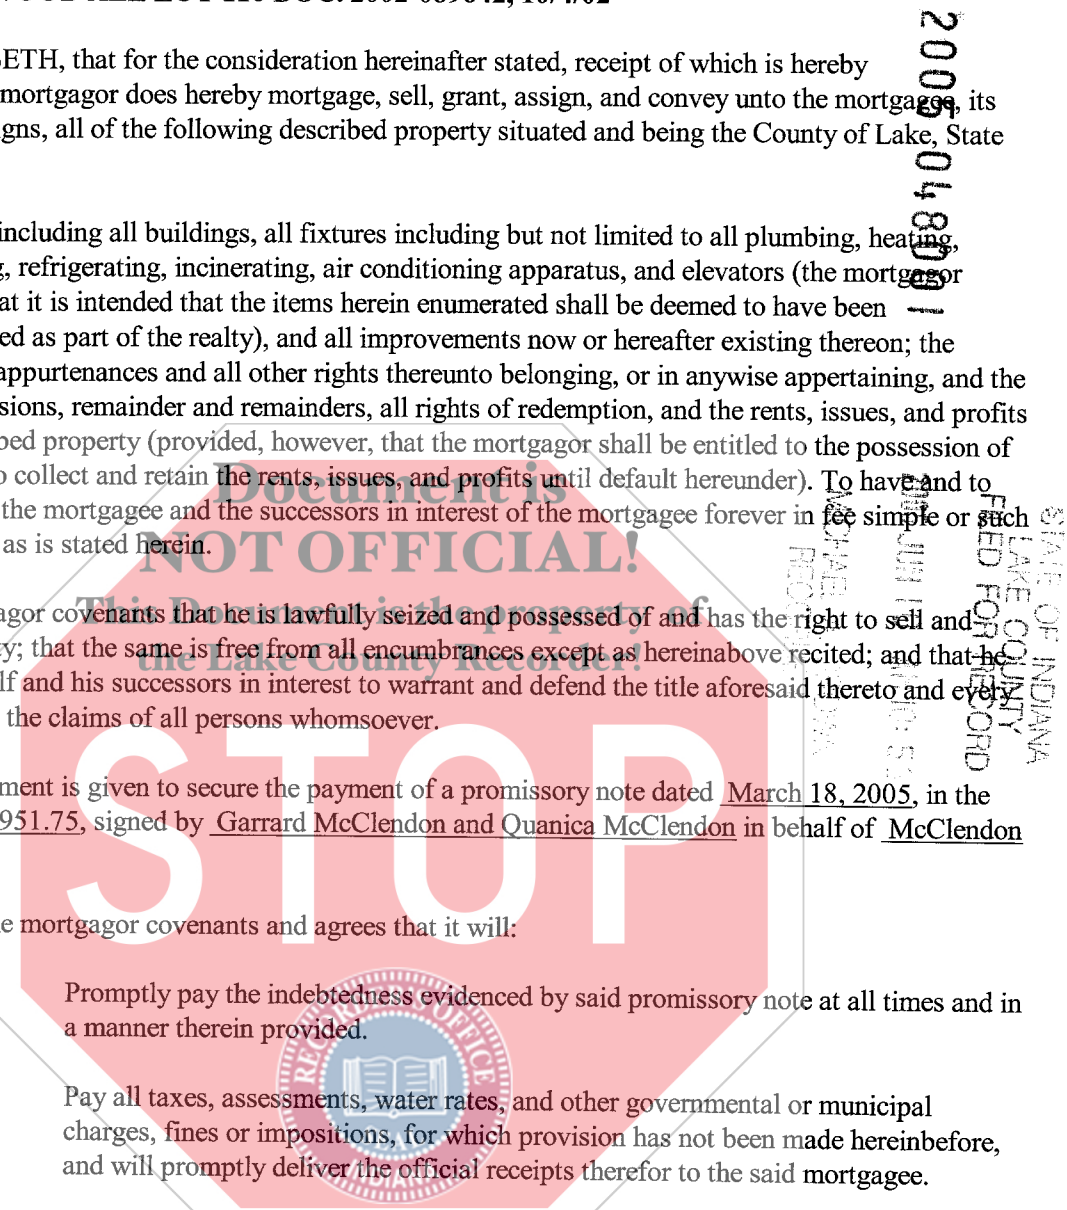 ETH, that for the consideration hereinafter stated, receipt of which is hereby
mortgagor does hereby mortgage, sell, grant, assign, and convey unto the mortgagee, its
gns, all of the following described property situated and being the County of Lake, State
including all buildings, all fixtures including but not limited to all plumbing, heating,
, refrigerating, incinerating, air conditioning apparatus, and elevators (the mortgagor
at it is intended that the items herein enumerated shall be deemed to have been
ed as part of the realty), and all improvements now or hereafter existing thereon; the
appurtenances and all other rights thereunto belonging, or in anywise appertaining, and the
sions, remainder and remainders, all rights of redemption, and the rents, issues, and profits
bed property (provided, however, that the mortgagor shall be entitled to the possession of
o collect and retain the rents, issues, and profits until default hereunder). To have and to
the mortgagee and the successors in interest of the mortgagee forever in fee simple or such
as is stated herein.
agor covenants that he is lawfully seized and possessed of and has the right to sell and
y; that the same is free from all encumbrances except as hereinabove recited; and that he
lf and his successors in interest to warrant and defend the title aforesaid thereto and every
the claims of all persons whomsoever.
ment is given to secure the payment of a promissory note dated March 18, 2005, in the
951.75, signed by Garrard McClendon and Quanica McClendon in behalf of McClendon
e mortgagor covenants and agrees that it will:
Promptly pay the indebtedness evidenced by said promissory note at all times and in
a manner therein provided.
Pay all taxes, assessments, water rates, and other governmental or municipal
charges, fines or impositions, for which provision has not been made hereinbefore,
and will promptly deliver the official receipts therefor to the said mortgagee.
Document is
NOT OFFICIAL!
This Document is the property of
the Lake County Recorder!
STOP
RECORDER'S OFFICE
INDIANA
STATE OF INDIANA
LAKE COUNTY
FILED FOR RECORD